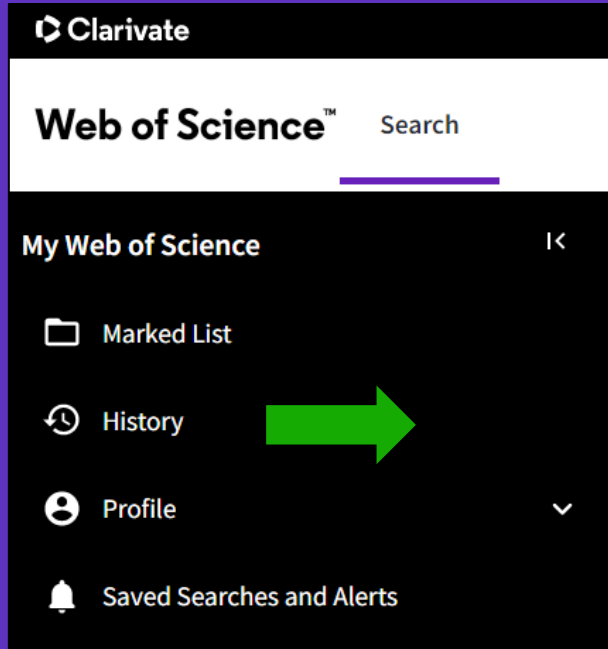 Clarivate
Web of Science™ Search
My Web of Science
Marked List
History
Profile
Saved Searches and Alerts